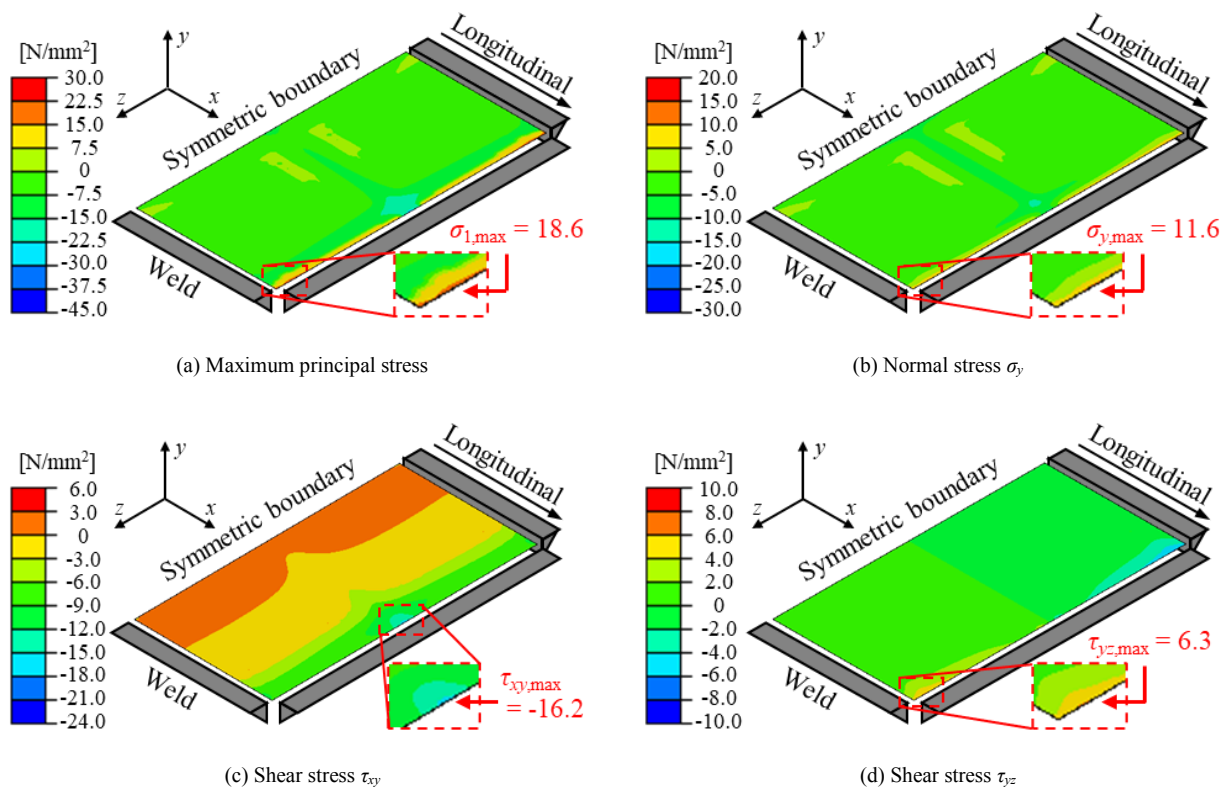 [N/mm²]
30.0
22.5
15.0
7.5
0
-7.5
-15.0
-22.5
-30.0
-37.5
-45.0
y
z
x
Symmetric boundary
Longitudinal
Weld
σ1,max = 18.6
(a) Maximum principal stress
[N/mm²]
20.0
15.0
10.0
5.0
0
-5.0
-10.0
-15.0
-20.0
-25.0
-30.0
y
z
x
Symmetric boundary
Longitudinal
Weld
σy,max = 11.6
(b) Normal stress σy
[N/mm²]
6.0
3.0
0
-3.0
-6.0
-9.0
-12.0
-15.0
-18.0
-21.0
-24.0
y
z
x
Symmetric boundary
Longitudinal
Weld
τxy,max
= -16.2
(c) Shear stress τxy
[N/mm²]
10.0
8.0
6.0
4.0
2.0
0
-2.0
-4.0
-6.0
-8.0
-10.0
y
z
x
Symmetric boundary
Longitudinal
Weld
τyz,max = 6.3
(d) Shear stress τyz